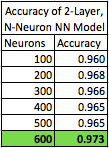 Accuracy of 2-Layer,
N-Neuron NN Model
Neurons Accuracy
100 0.960
200 0.968
300 0.966
400 0.965
500 0.965
600 0.973